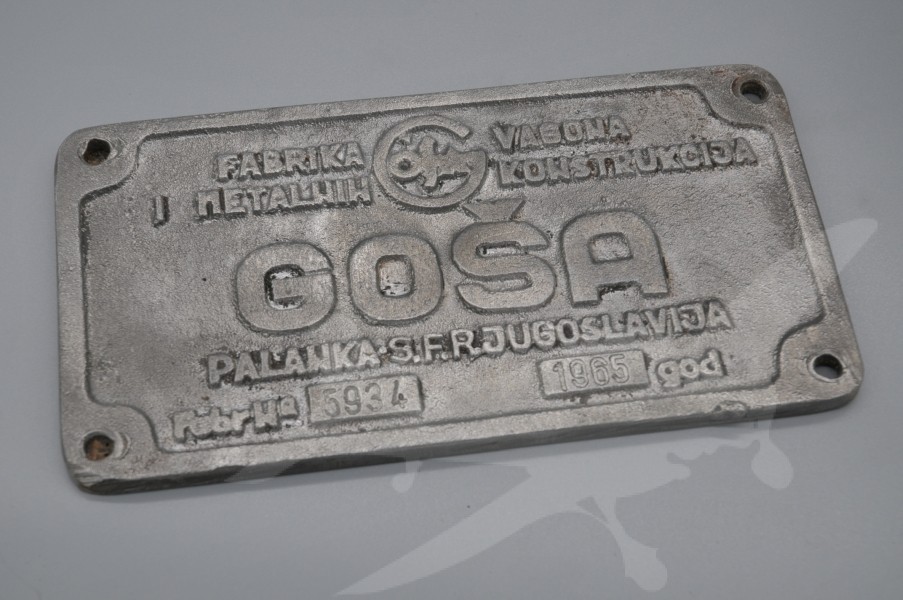 FABRIKA VAGONA
I METALNIH KONSTRUKCIJA
GOŠA
PALANKA-S.F.R.JUGOSLAVIJA
Fabr Nº 5934 1965 god